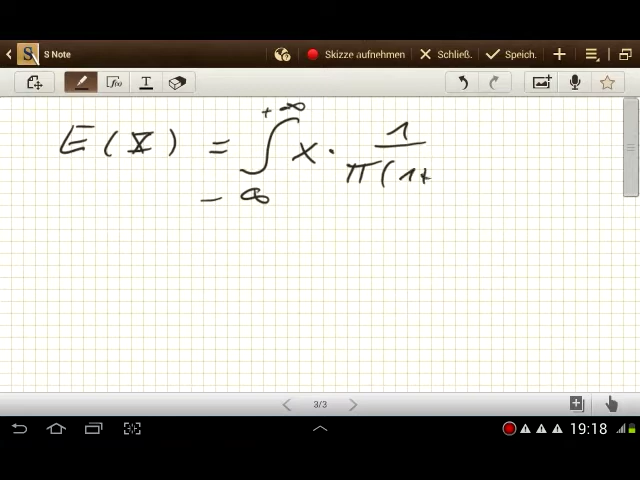 S Note
Skizze aufnehmen
Schließ.
Speich.
f(x)
T
+∞
E(X) = ∫ x · 1
π(1+
-∞
3/3
19:18